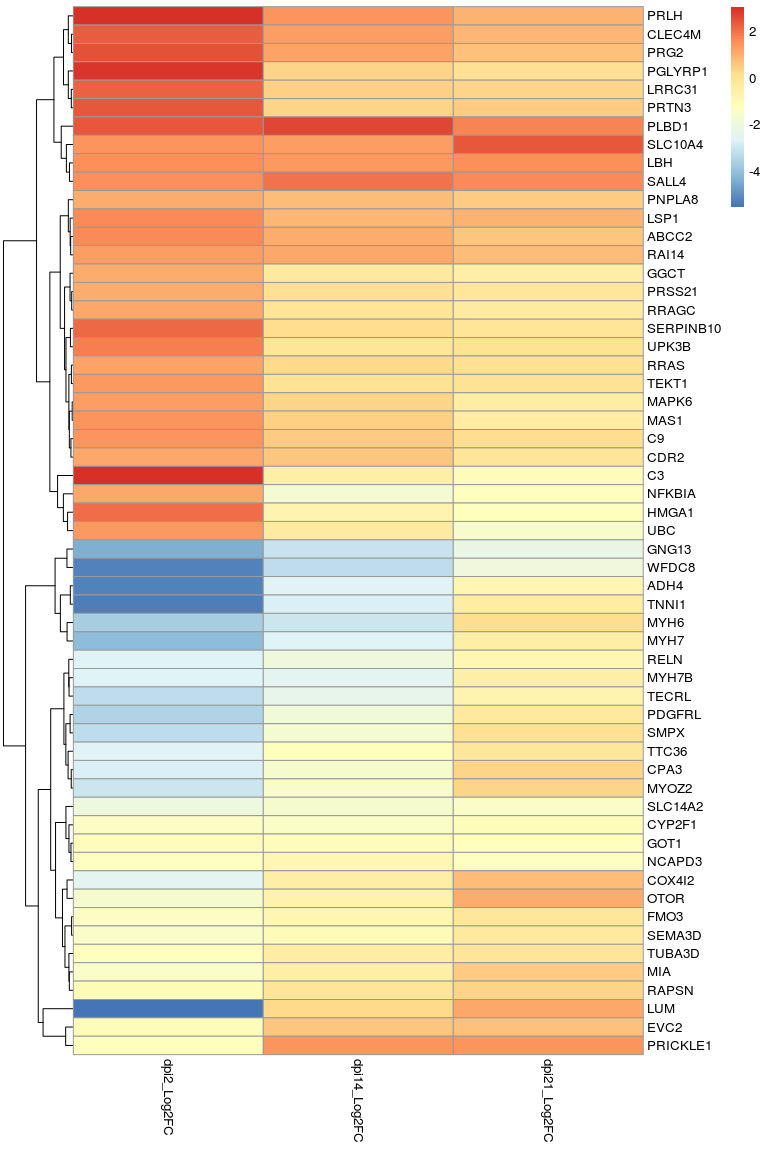 PRLH
CLEC4M
PRG2
PGLYRP1
LRRC31
PRTN3
PLBD1
SLC10A4
LBH
SALL4
PNPLA8
LSP1
ABCC2
RAI14
GGCT
PRSS21
RRAGC
SERPINB10
UPK3B
RRAS
TEKT1
MAPK6
MAS1
C9
CDR2
C3
NFKBIA
HMGA1
UBC
GNG13
WFDC8
ADH4
TNNI1
MYH6
MYH7
RELN
MYH7B
TECRL
PDGFRL
SMPX
TTC36
CPA3
MYOZ2
SLC14A2
CYP2F1
GOT1
NCAPD3
COX4I2
OTOR
FMO3
SEMA3D
TUBA3D
MIA
RAPSN
LUM
EVC2
PRICKLE1
2
0
-2
-4
dpi2_Log2FC
dpi14_Log2FC
dpi21_Log2FC